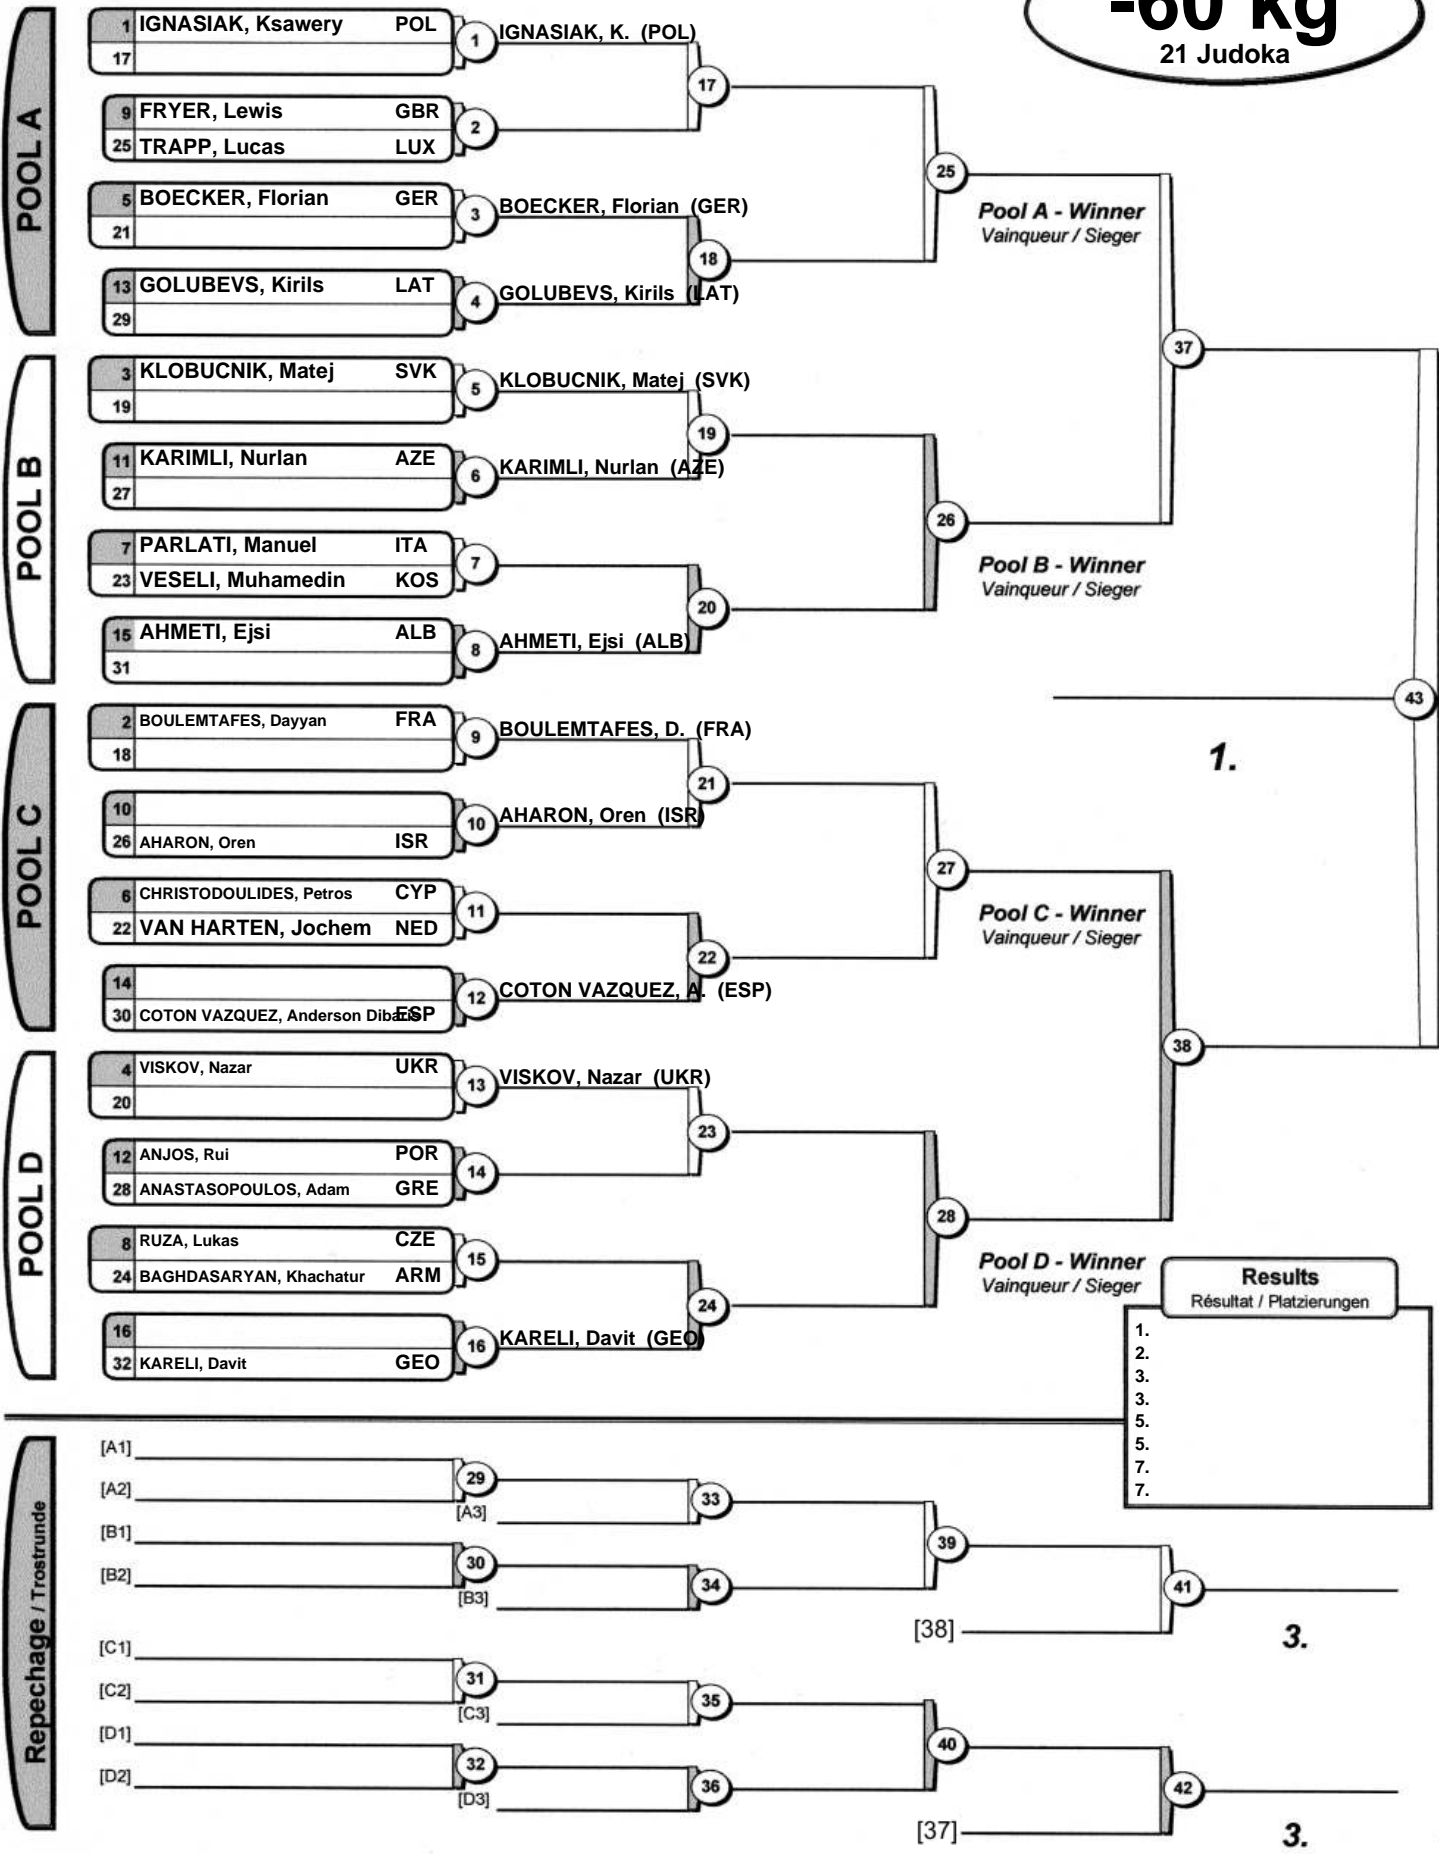 -60 kg
21 Judoka
POOL A
1 IGNASIAK, Ksawery POL
17
1 IGNASIAK, K. (POL)
9 FRYER, Lewis GBR
25 TRAPP, Lucas LUX
2
17
5 BOECKER, Florian GER
21
3 BOECKER, Florian (GER)
13 GOLUBEVS, Kirils LAT
29
4 GOLUBEVS, Kirils (LAT)
18
25
Pool A - Winner
Vainqueur / Sieger
POOL B
3 KLOBUCNIK, Matej SVK
19
5 KLOBUCNIK, Matej (SVK)
11 KARIMLI, Nurlan AZE
27
6 KARIMLI, Nurlan (AZE)
19
7 PARLATI, Manuel ITA
23 VESELI, Muhamedin KOS
7
15 AHMETI, Ejsi ALB
31
8 AHMETI, Ejsi (ALB)
20
26
Pool B - Winner
Vainqueur / Sieger
37
43
1.
POOL C
2 BOULEMTAFES, Dayyan FRA
18
9 BOULEMTAFES, D. (FRA)
10
26 AHARON, Oren ISR
10 AHARON, Oren (ISR)
21
6 CHRISTODOULIDES, Petros CYP
22 VAN HARTEN, Jochem NED
11
14
30 COTON VAZQUEZ, Anderson Dibaris ESP
12 COTON VAZQUEZ, A. (ESP)
22
27
Pool C - Winner
Vainqueur / Sieger
POOL D
4 VISKOV, Nazar UKR
20
13 VISKOV, Nazar (UKR)
12 ANJOS, Rui POR
28 ANASTASOPOULOS, Adam GRE
14
23
8 RUZA, Lukas CZE
24 BAGHDASARYAN, Khachatur ARM
15
16
32 KARELI, Davit GEO
16 KARELI, Davit (GEO)
24
28
Pool D - Winner
Vainqueur / Sieger
38
Results
Résultat / Platzierungen
1.
2.
3.
3.
5.
5.
7.
7.
Repechage / Trostrunde
[A1]
[A2]
29
[A3]
33
[B1]
[B2]
30
[B3]
34
39
[38]
41
3.
[C1]
[C2]
31
[C3]
35
[D1]
[D2]
32
[D3]
36
40
[37]
42
3.